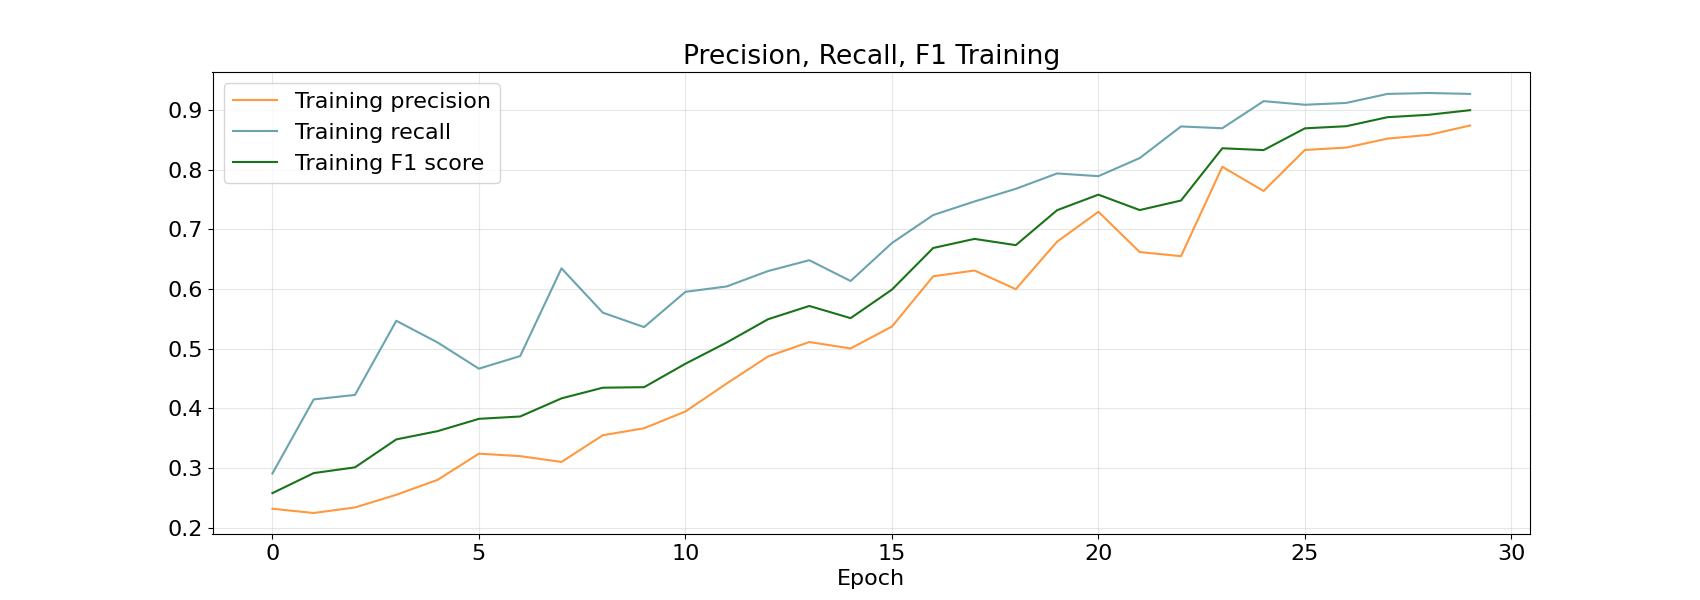 Precision, Recall, F1 Training
Training precision
Training recall
Training F1 score
0.9
0.8
0.7
0.6
0.5
0.4
0.3
0.2
0 5 10 15 20 25 30
Epoch